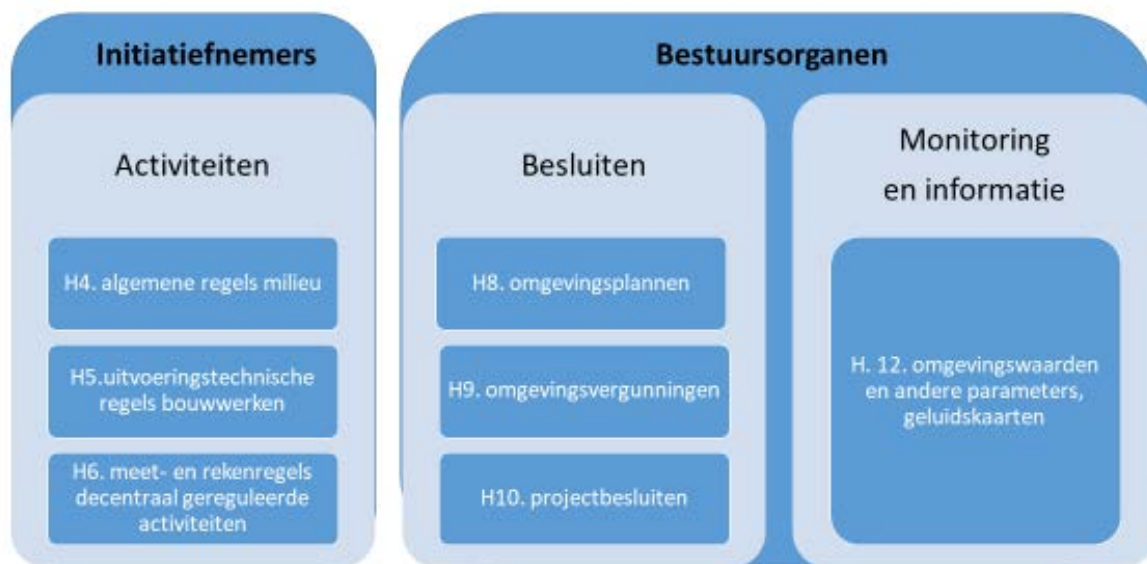 Initiatiefnemers
Activiteiten
H4. algemene regels milieu
H5.uitvoeringstechnische
regels bouwwerken
H6. meet- en rekenregels
decentraal gereguleerde
activiteiten
Bestuursorganen
Besluiten
H8. omgevingsplannen
H9. omgevingsvergunningen
H10. projectbesluiten
Monitoring
en informatie
H. 12. omgevingswaarden
en andere parameters,
geluidskaarten